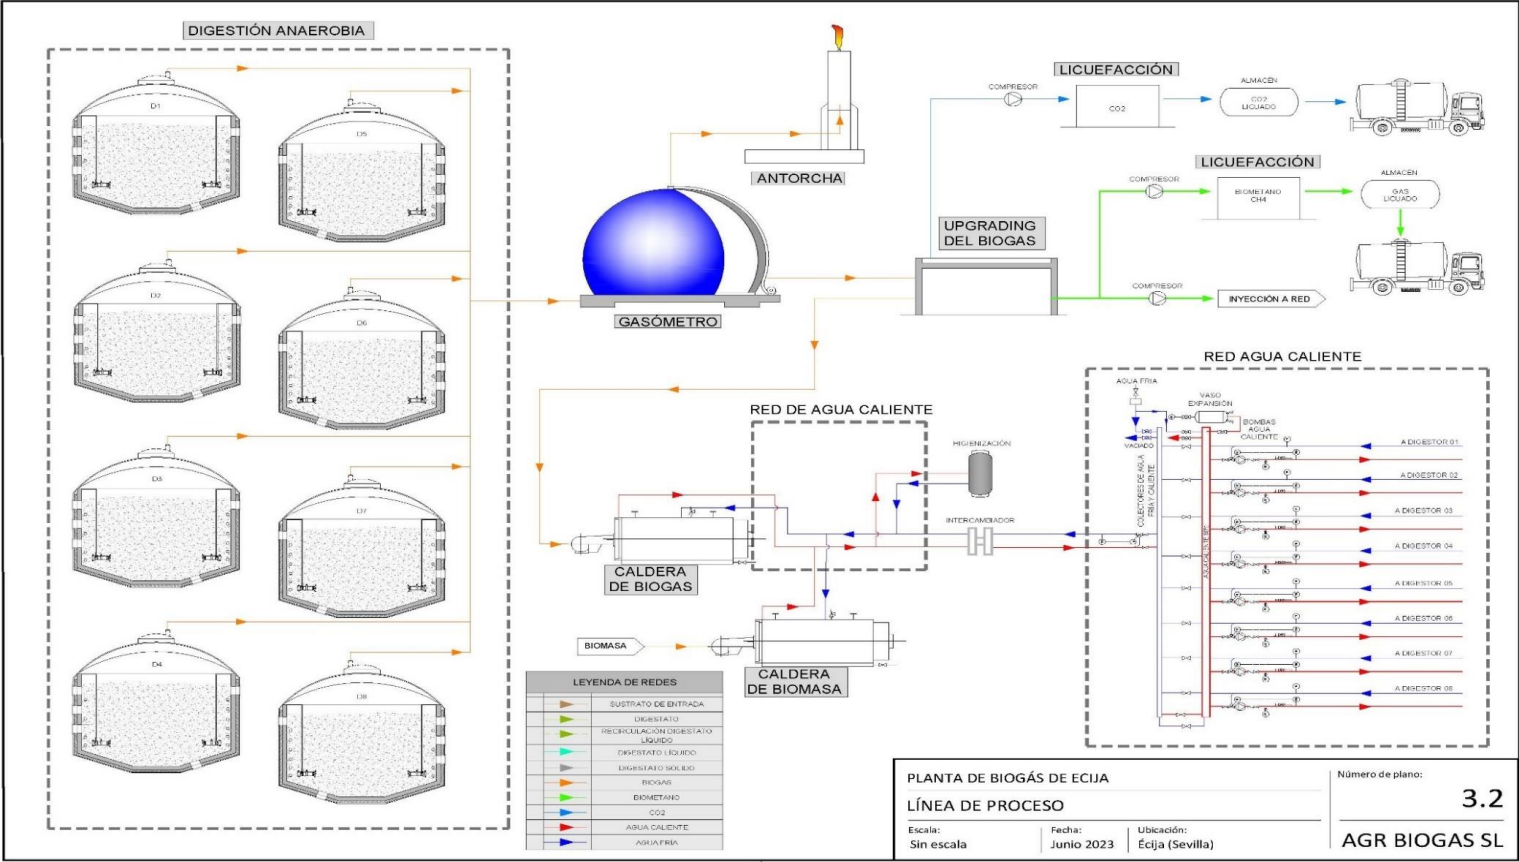 DIGESTIÓN ANAEROBIA
D1
D5
D2
D6
D3
D7
D4
D8
ANTORCHA
GASÓMETRO
UPGRADING
DEL BIOGAS
COMPRESOR
LICUEFACCIÓN
CO2
ALMACÉN
CO2
LICUADO
LICUEFACCIÓN
COMPRESOR
BIOMETANO
CH4
ALMACÉN
GAS
LICUADO
COMPRESOR
INYECCIÓN A RED
RED DE AGUA CALIENTE
HIGIENIZACIÓN
INTERCAMBIADOR
CALDERA
DE BIOGAS
BIOMASA
CALDERA
DE BIOMASA
RED AGUA CALIENTE
AGUA FRIA
VASO
EXPANSIÓN
BOMBAS
AGUA
CALIENTE
VACIADO
COLECTORES DE AGUA
FRIA Y CALIENTE
A DIGESTOR 01
A DIGESTOR 02
A DIGESTOR 03
A DIGESTOR 04
A DIGESTOR 05
A DIGESTOR 06
A DIGESTOR 07
A DIGESTOR 08
LEYENDA DE REDES
SUSTRATO DE ENTRADA
DIGESTATO
RECIRCULACIÓN DIGESTATO
LÍQUIDO
DIGESTATO LÍQUIDO
DIGESTATO SÓLIDO
BIOGAS
BIOMETANO
CO2
AGUA CALIENTE
AGUA FRÍA
PLANTA DE BIOGÁS DE ECIJA
LÍNEA DE PROCESO
Escala:
Sin escala
Fecha:
Junio 2023
Ubicación:
Écija (Sevilla)
Número de plano:
3.2
AGR BIOGAS SL